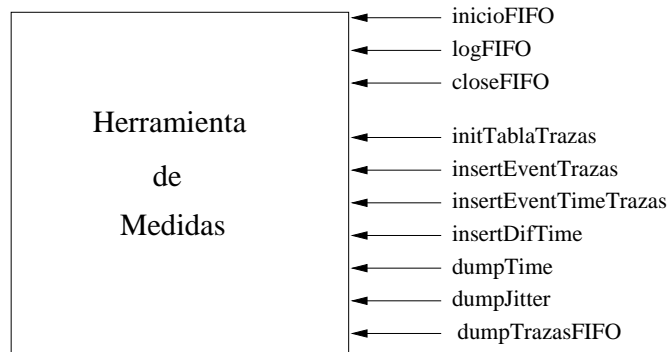 Herramienta
de
Medidas
inicioFIFO
logFIFO
closeFIFO
initTablaTrazas
insertEventTrazas
insertEventTimeTrazas
insertDifTime
dumpTime
dumpJitter
dumpTrazasFIFO